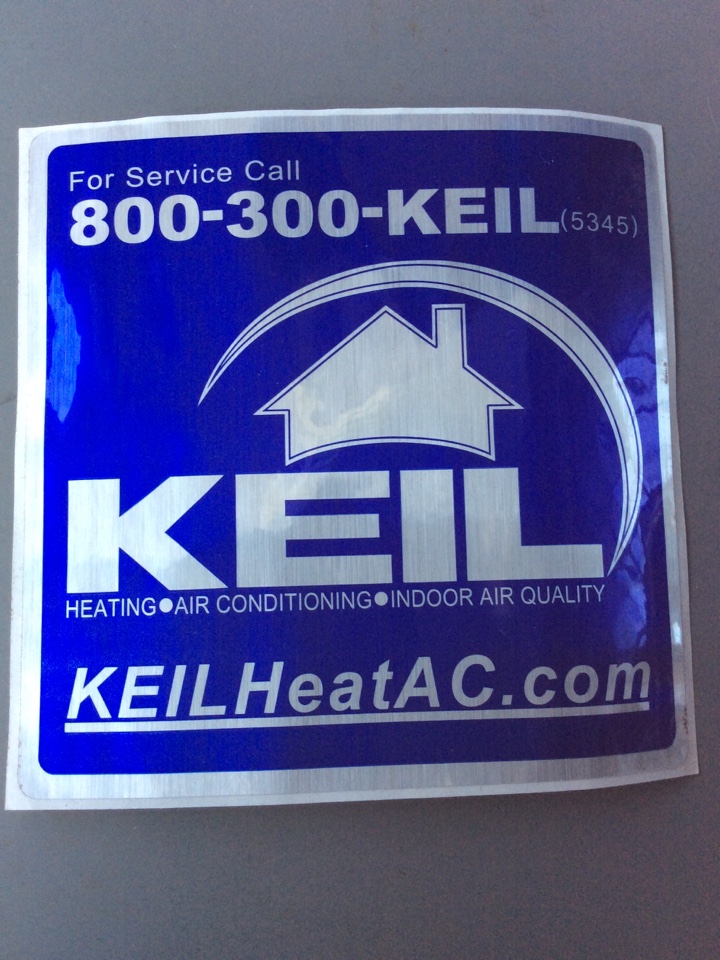 For Service Call
800-300-KEIL(5345)
KEIL
HEATING●AIR CONDITIONING●INDOOR AIR QUALITY
KEILHeatAC.com